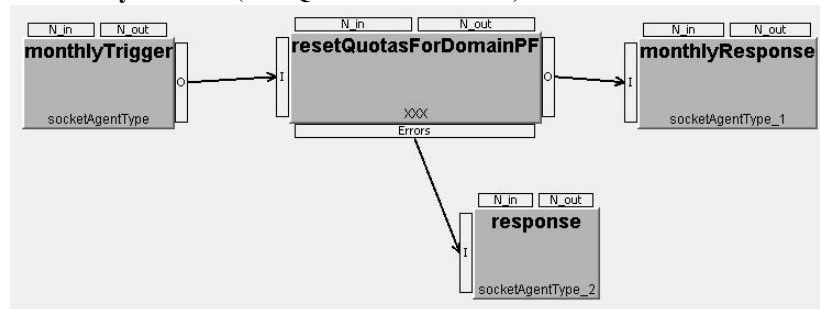 N_in N_out
monthlyTrigger
O
socketAgentType
N_in N_out
resetQuotasForDomainPF
I
O
XXX
Errors
N_in N_out
monthlyResponse
I
socketAgentType_1
N_in N_out
response
I
socketAgentType_2